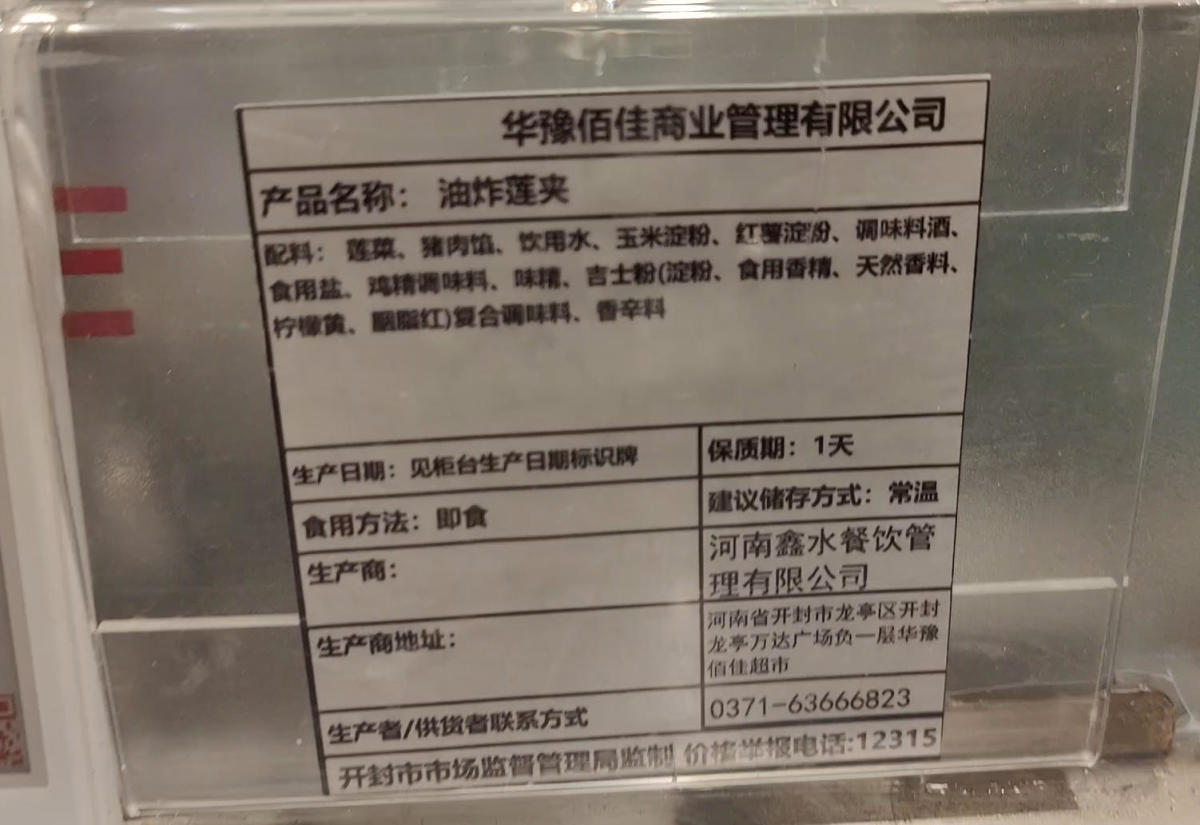 华豫佰佳商业管理有限公司
产品名称： 油炸莲夹
配料： 莲菜、猪肉馅、饮用水、玉米淀粉、红薯淀粉、调味料酒、
食用盐、鸡精调味料、味精、吉士粉(淀粉、食用香精、天然香料、
柠檬黄、胭脂红)复合调味料、香辛料
生产日期：见柜台生产日期标识牌
保质期：1天
食用方法：即食
建议储存方式：常温
生产商：
河南鑫水餐饮管
理有限公司
生产商地址：
河南省开封市龙亭区开封
龙亭万达广场负一层华豫
佰佳超市
生产者/供货者联系方式
0371-63666823
开封市市场监督管理局监制 价格举报电话:12315